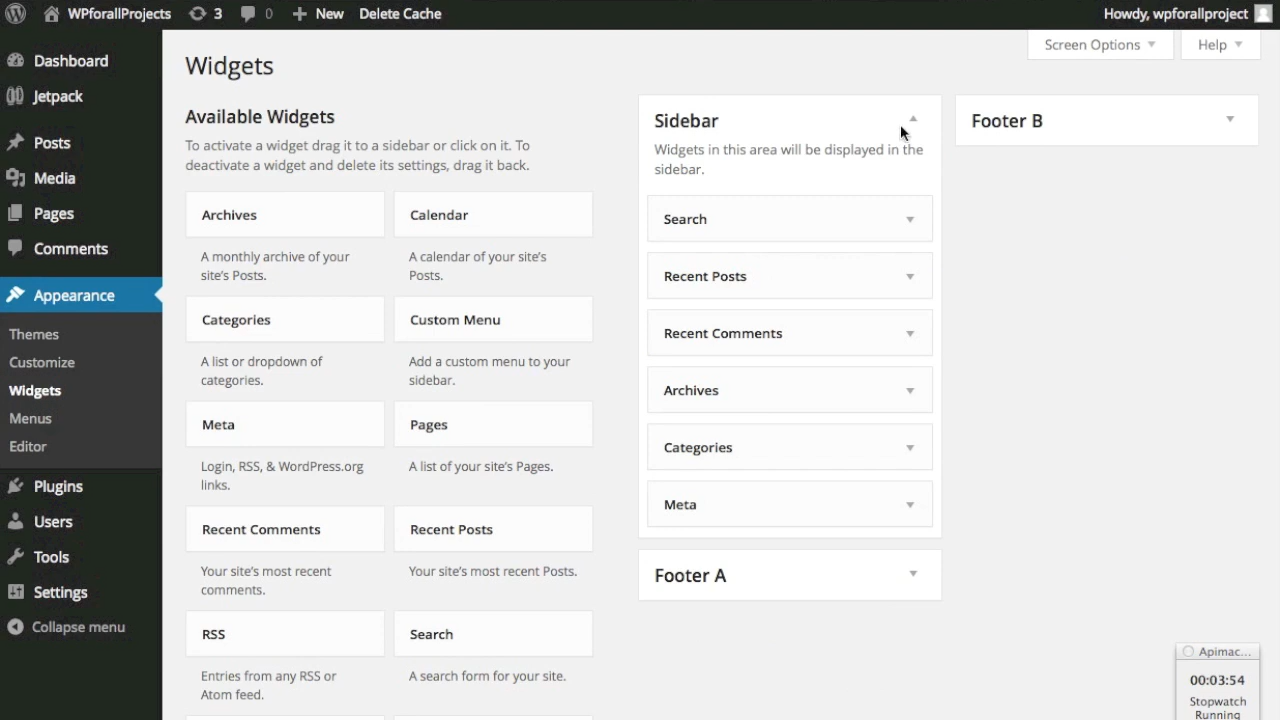 WPforallProjects 3 0 New Delete Cache Howdy, wpforallproject
Dashboard
Jetpack
Posts
Media
Pages
Comments
Appearance
Themes
Customize
Widgets
Menus
Editor
Plugins
Users
Tools
Settings
Collapse menu
Screen Options Help
Widgets
Available Widgets
To activate a widget drag it to a sidebar or click on it. To
deactivate a widget and delete its settings, drag it back.
Archives
A monthly archive of your
site's Posts.
Calendar
A calendar of your site's
Posts.
Categories
A list or dropdown of
categories.
Custom Menu
Add a custom menu to your
sidebar.
Meta
Login, RSS, & WordPress.org
links.
Pages
A list of your site's Pages.
Recent Comments
Your site's most recent
comments.
Recent Posts
Your site's most recent Posts.
RSS
Entries from any RSS or
Atom feed.
Search
A search form for your site.
Sidebar
Widgets in this area will be displayed in the
sidebar.
Search
Recent Posts
Recent Comments
Archives
Categories
Meta
Footer A
Footer B
Apimac...
00:03:54
Stopwatch
Running